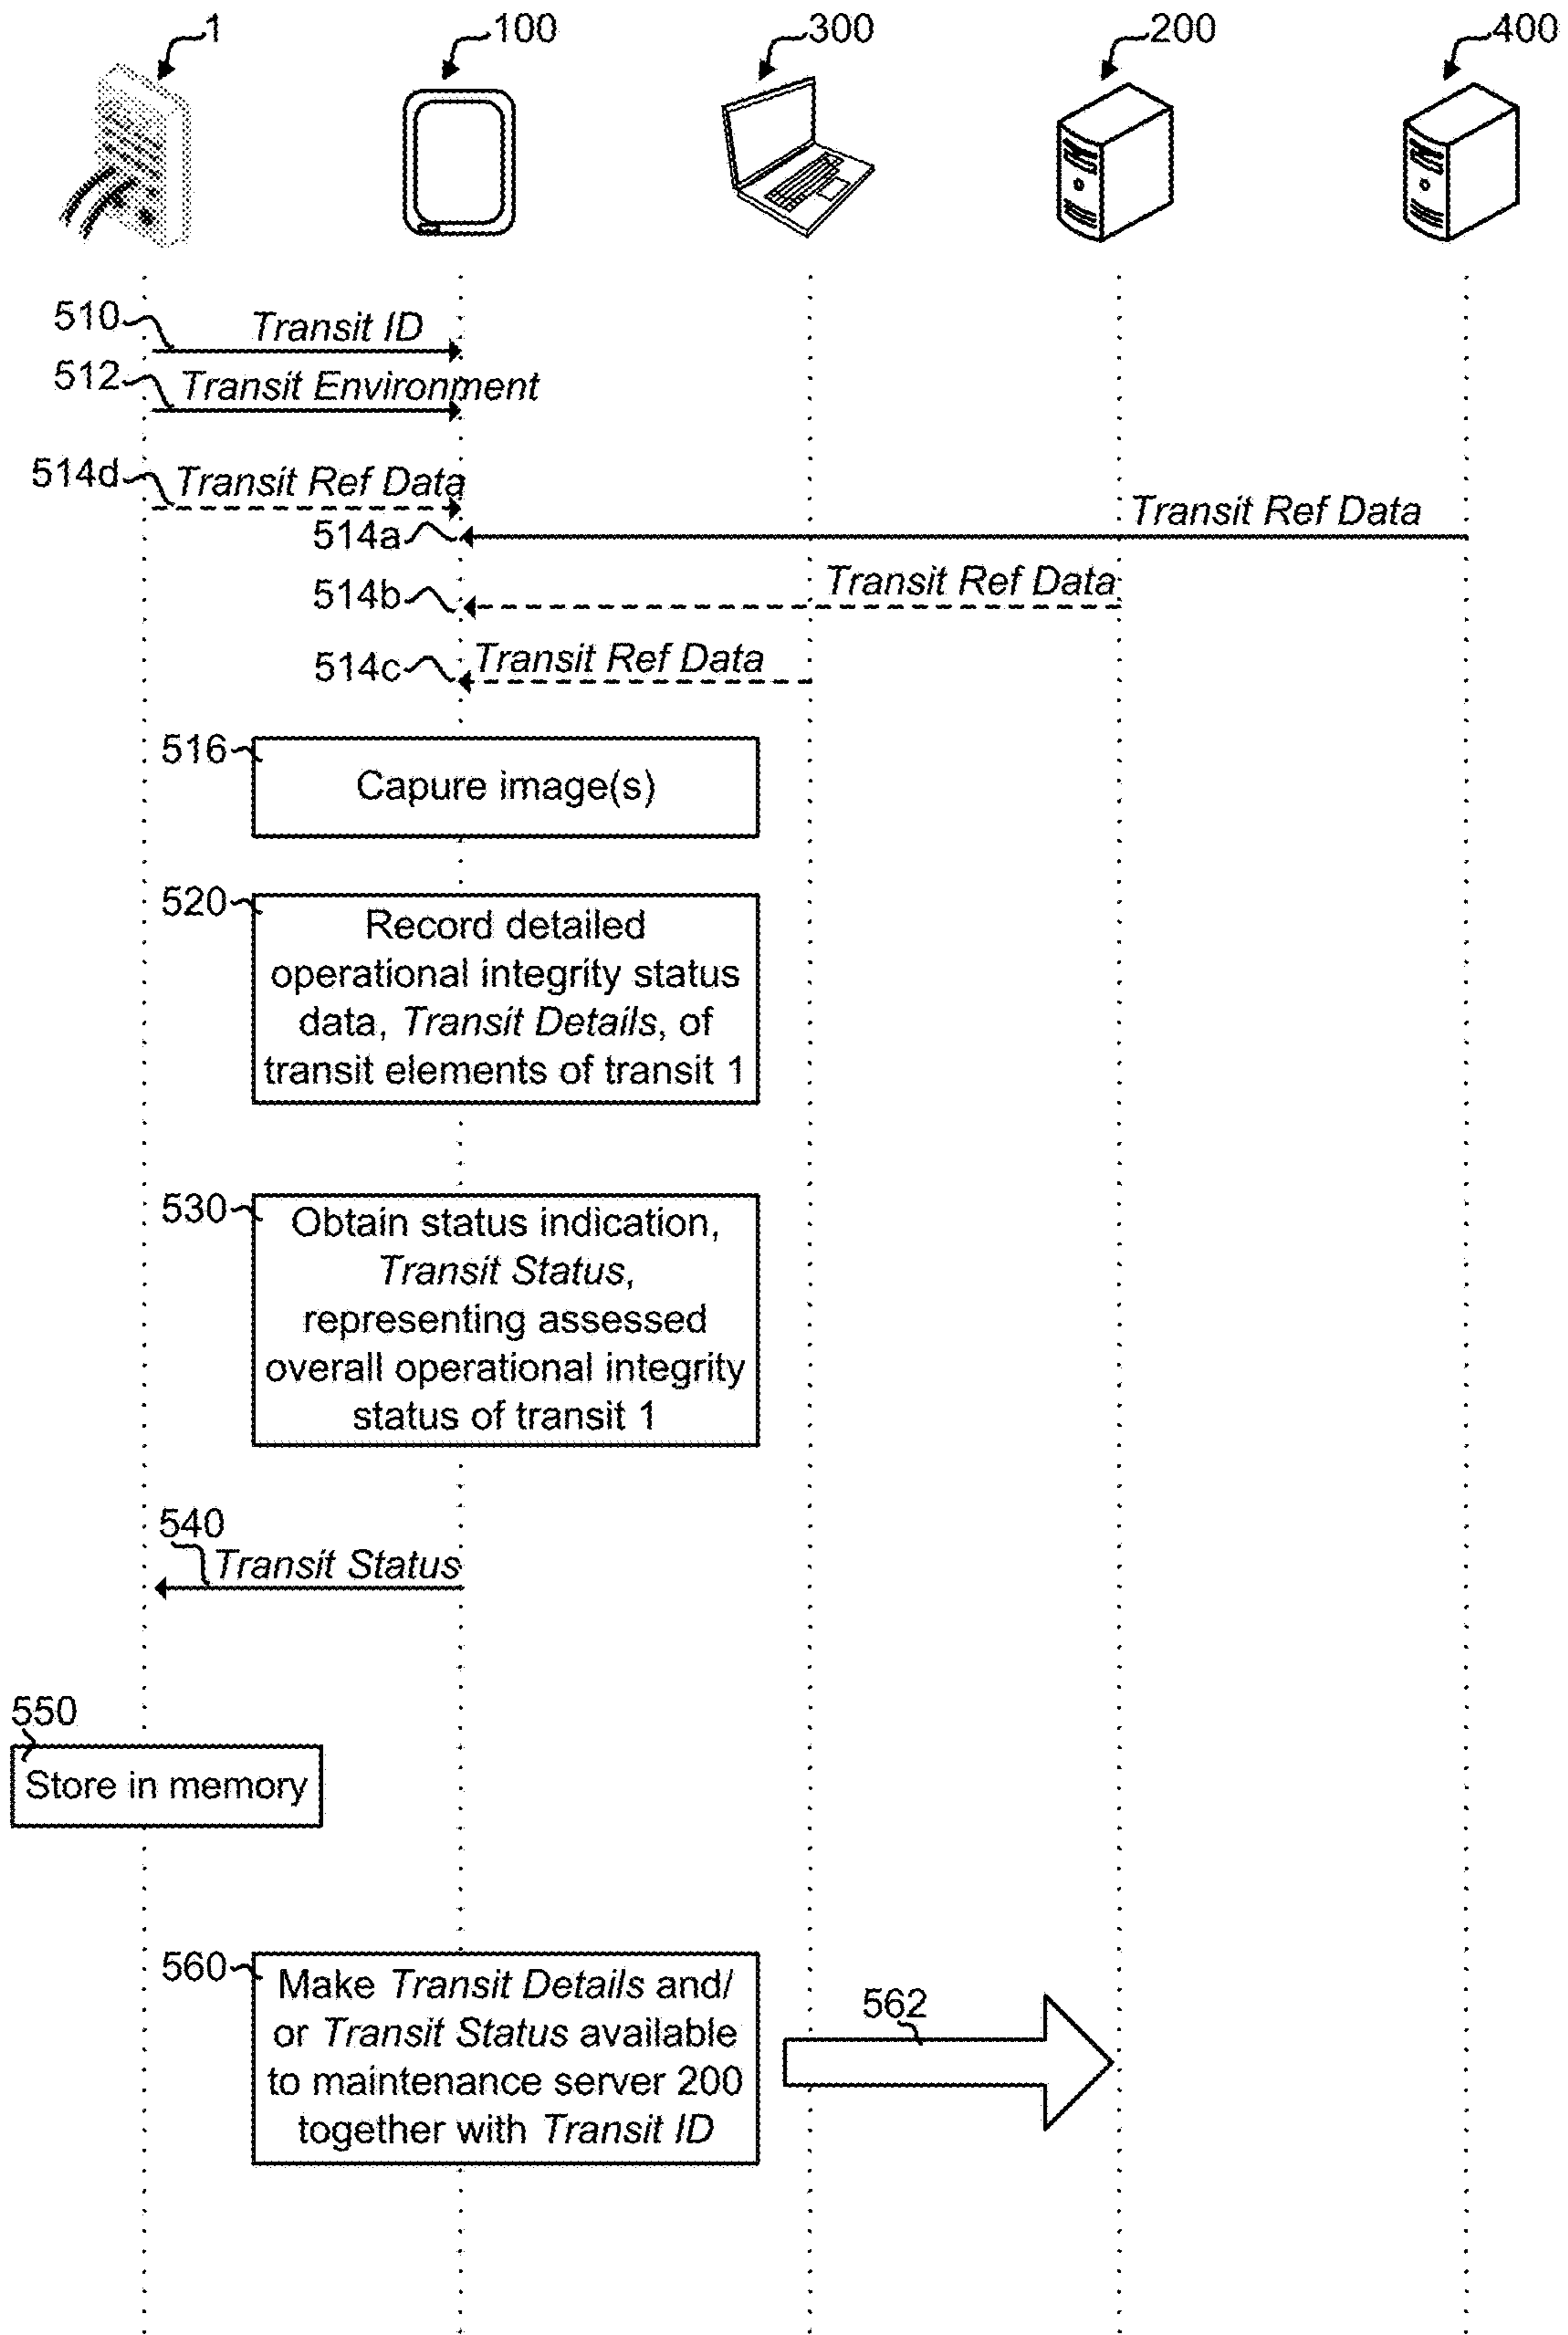 1
100
300
200
400
510
Transit ID
512
Transit Environment
514d
Transit Ref Data
514a
Transit Ref Data
514b
Transit Ref Data
514c
Transit Ref Data
516
Capure image(s)
520
Record detailed
operational integrity status
data, Transit Details, of
transit elements of transit 1
530
Obtain status indication,
Transit Status,
representing assessed
overall operational integrity
status of transit 1
540
Transit Status
550
Store in memory
560
Make Transit Details and/
or Transit Status available
to maintenance server 200
together with Transit ID
562